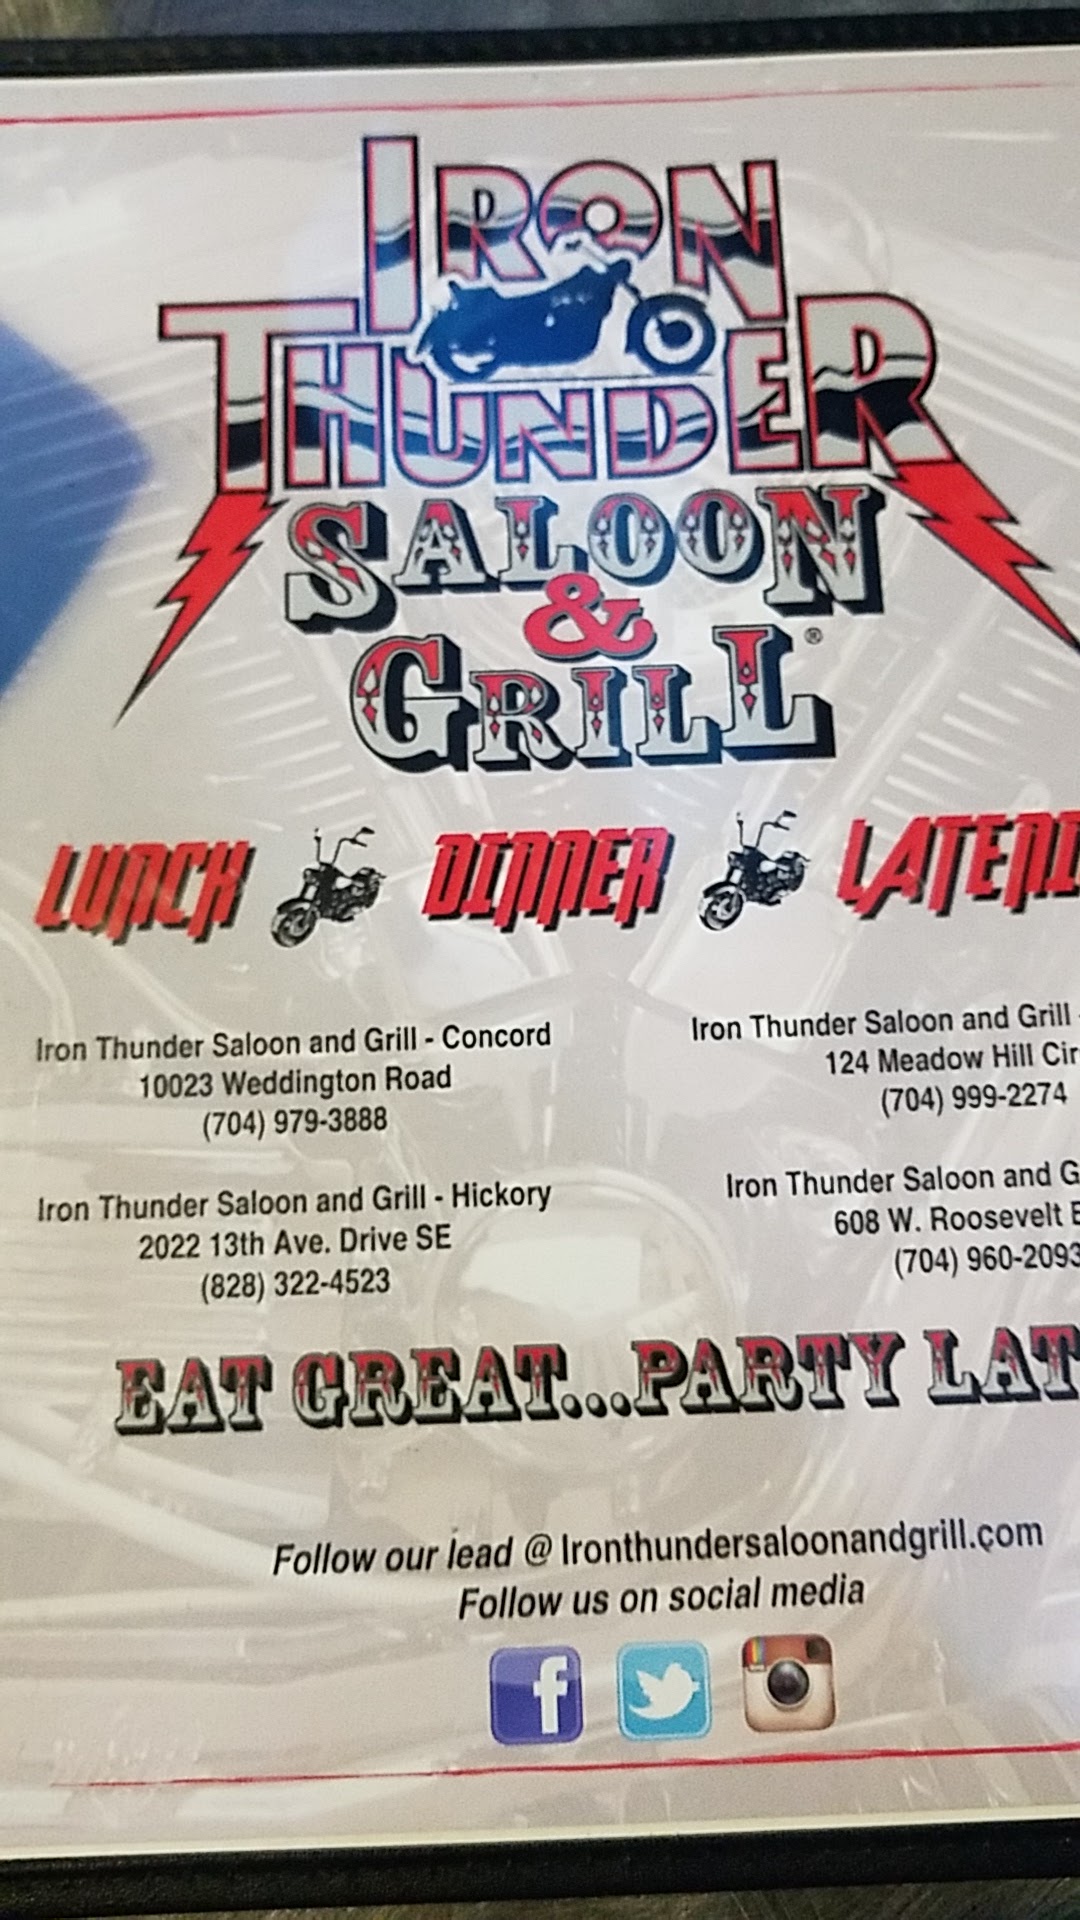 IRON
THUNDER
SALOON
&
GRILL®
LUNCH DINNER
Iron Thunder Saloon and Grill - Concord
10023 Weddington Road
(704) 979-3888
Iron Thunder Saloon and Grill
124 Meadow Hill
(704) 999-2274
Iron Thunder Saloon and Grill - Hickory
2022 13th Ave. Drive SE
(828) 322-4523
Iron Thunder Saloon and
608 W. Roosevelt
(704) 960-2093
EAT GREAT...PARTY
Follow our lead @ Ironthundersaloonandgrill.com
Follow us on social media
f